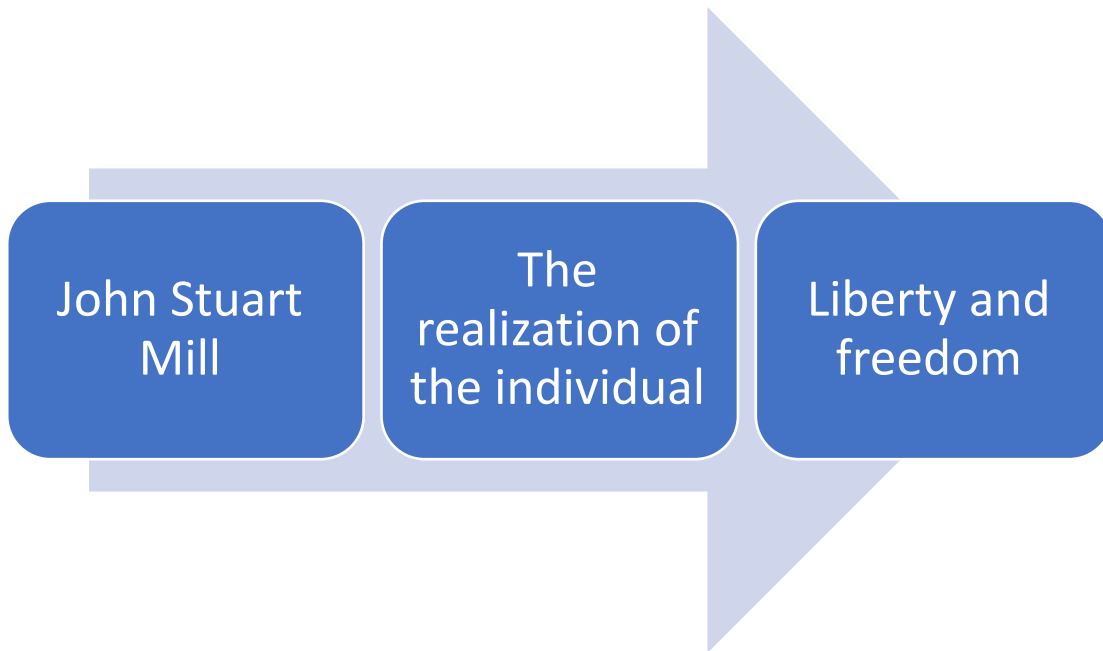 John Stuart
Mill
The
realization of
the individual
Liberty and
freedom